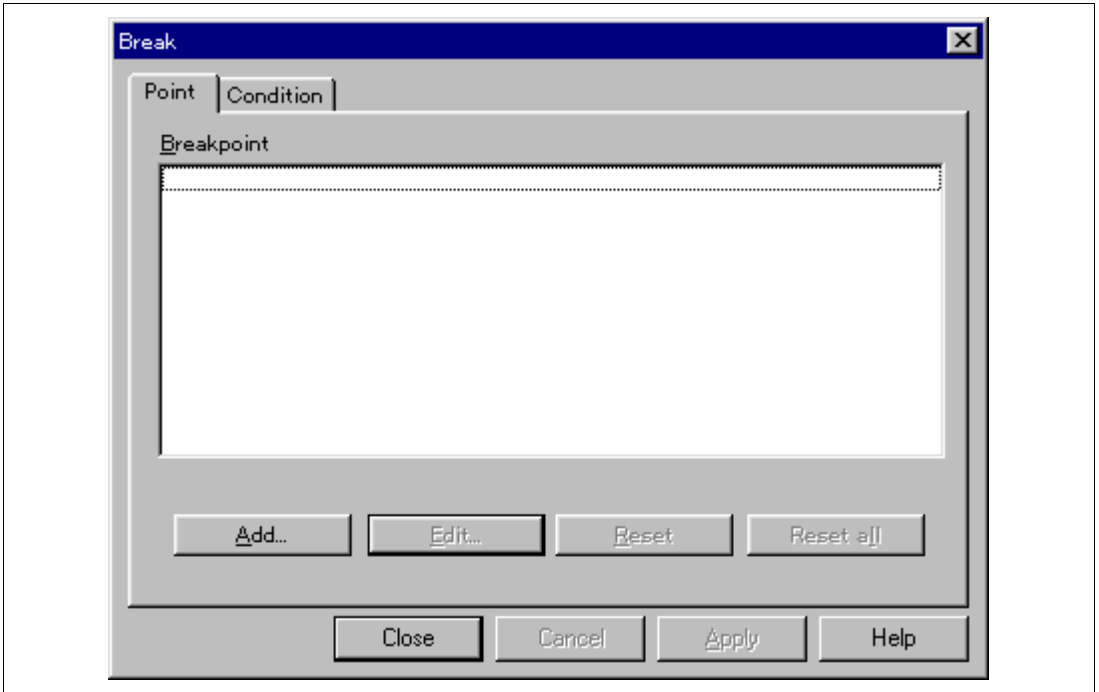 Break
Point Condition
Breakpoint
Add... Edit... Reset Reset all
Close Cancel Apply Help